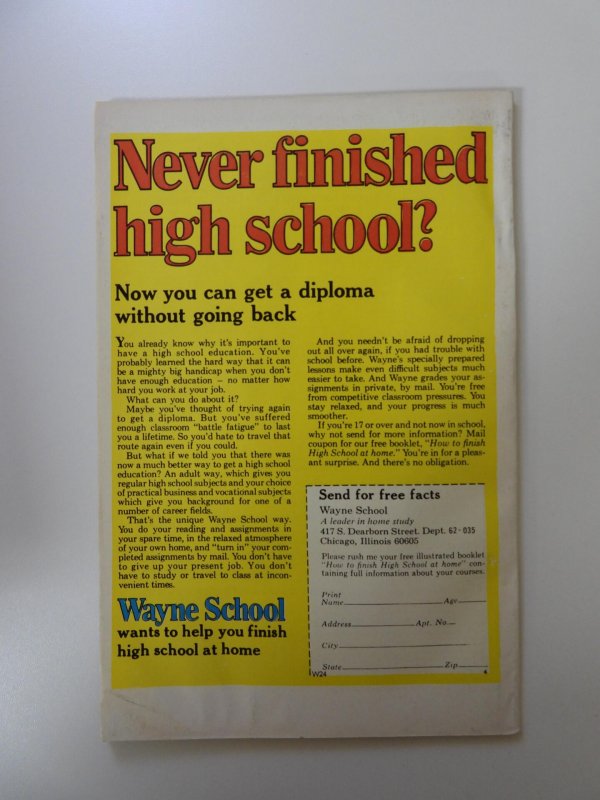 Never finished
high school?
Now you can get a diploma
without going back
You already know why it's important to
have a high school education. You've
probably learned the hard way that it can
be a mighty big handicap when you don't
have enough education – no matter how
hard you work at your job.
What can you do about it?
Maybe you've thought of trying again
to get a diploma. But you've suffered
enough classroom "battle fatigue" to last
you a lifetime. So you'd hate to travel that
route again even if you could.
But what if we told you that there was
now a much better way to get a high school
education? An adult way, which gives you
regular high school subjects and your choice
of practical business and vocational subjects
which give you background for one of a
number of career fields.
That's the unique Wayne School way.
You do your reading and assignments in
your spare time, in the relaxed atmosphere
of your own home, and "turn in" your com-
pleted assignments by mail. You don't have
to give up your present job. You don't
have to study or travel to class at incon-
venient times.
Wayne School
wants to help you finish
high school at home
And you needn't be afraid of dropping
out all over again, if you had trouble with
school before. Wayne's specially prepared
lessons make even difficult subjects much
easier to take. And Wayne grades your as-
signments in private, by mail. You're free
from competitive classroom pressures. You
stay relaxed, and your progress is much
smoother.
If you're 17 or over and not now in school,
why not send for more information? Mail
coupon for our free booklet, "How to finish
High School at home." You're in for a pleas-
ant surprise. And there's no obligation.
Send for free facts
Wayne School
A leader in home study
417 S. Dearborn Street. Dept. 62-035
Chicago, Illinois 60605
Please rush me your free illustrated booklet
"How to finish High School at home" con-
taining full information about your courses.
Print
Name Age
Address Apt. No.
City
State Zip
W24 4